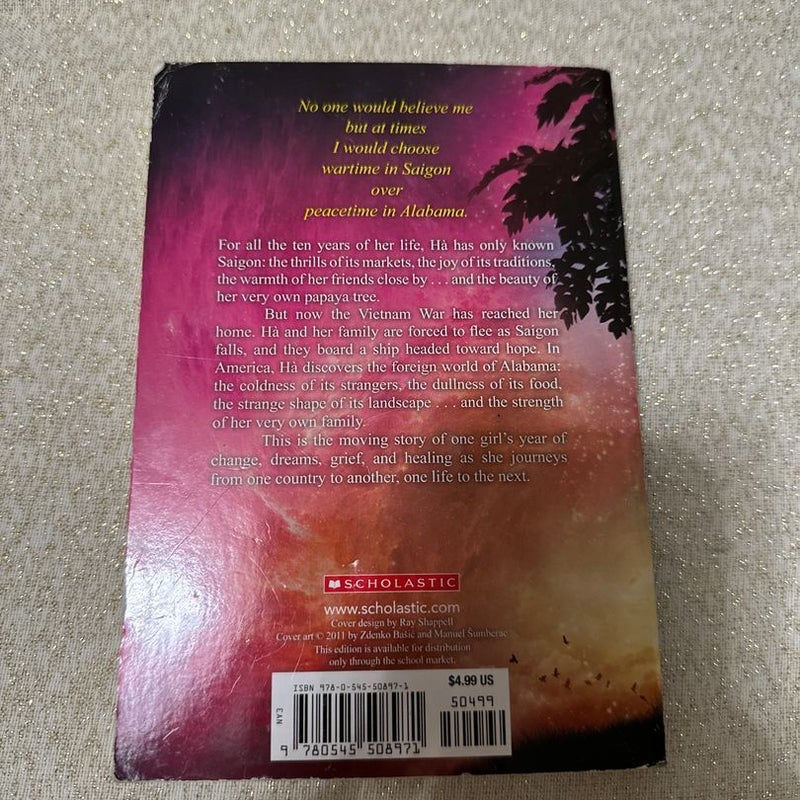 No one would believe me
but at times
I would choose
wartime in Saigon
over
peacetime in Alabama.
For all the ten years of her life, Hà has only known
Saigon: the thrills of its markets, the joy of its traditions,
the warmth of her friends close by . . . and the beauty of
her very own papaya tree.
But now the Vietnam War has reached her
home. Hà and her family are forced to flee as Saigon
falls, and they board a ship headed toward hope. In
America, Hà discovers the foreign world of Alabama:
the coldness of its strangers, the dullness of its food,
the strange shape of its landscape . . . and the strength
of her very own family.
This is the moving story of one girl's year of
change, dreams, grief, and healing as she journeys
from one country to another, one life to the next.
SCHOLASTIC
www.scholastic.com
Cover design by Ray Shappell
Cover art © 2011 by Zdenko Bašić and Manuel Šumberac
This edition is available for distribution
only through the school market.
ISBN 978-0-545-50897-1
$4.99 US
50499
NY3
9 780545 508971